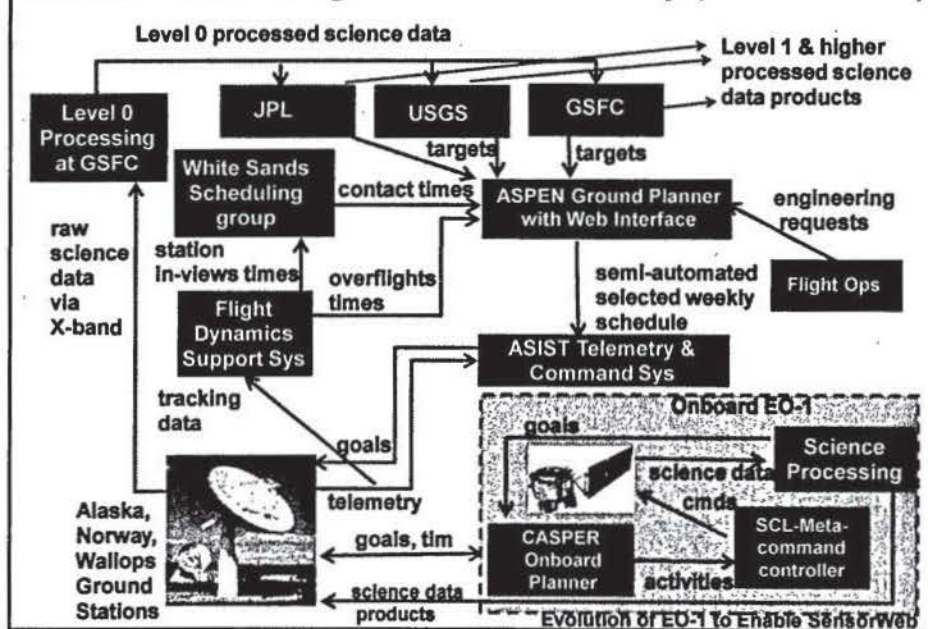 Level 0 processed science data
Level 1 & higher
processed science
data products
Level 0
Processing
at GSFC
JPL
USGS
GSFC
targets
targets
White Sands
Scheduling
group
contact times
ASPEN Ground Planner
with Web Interface
engineering
requests
raw
science
data
via
X-band
station
in-views times
overflights
times
semi-automated
selected weekly
schedule
Flight Ops
Flight
Dynamics
Support Sys
ASIST Telemetry &
Command Sys
tracking
data
goals
telemetry
Onboard EO-1
goals
Science
Processing
science data
cmds
Alaska,
Norway,
Wallops
Ground
Stations
goals, tlm
CASPER
Onboard
Planner
activities
SCL-Meta-
command
controller
science data
products
Evolution of EO-1 to Enable SensorWeb